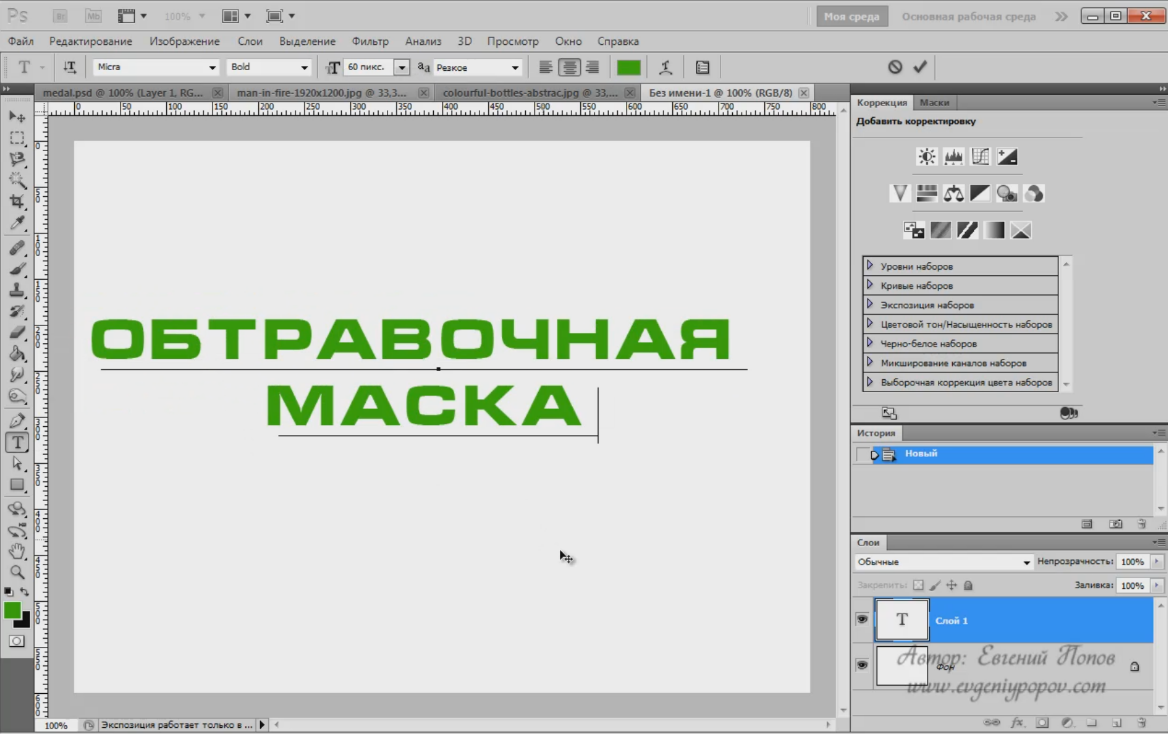 Ps Br Mb 100% Моя среда Основная рабочая среда
Файл Редактирование Изображение Слои Выделение Фильтр Анализ 3D Просмотр Окно Справка
T Micra Bold 60 пикс. aа Резкое
medal.psd @ 100% (Layer 1, RG... man-in-fire-1920x1200.jpg @ 33,3... colourful-bottles-abstrac.jpg @ 33,... Без имени-1 @ 100% (RGB/8)
0 50 100 150 200 250 300 350 400 450 500 550 600 650 700 750 800
Коррекция Маски
Добавить корректировку
Уровни наборов
Кривые наборов
Экспозиция наборов
Цветовой тон/Насыщенность наборов
Черно-белое наборов
Микширование каналов наборов
Выборочная коррекция цвета наборов
ОБТРАВОЧНАЯ
МАСКА
История
Новый
Слои
Обычные Непрозрачность: 100%
Закрепить: Заливка: 100%
T Слой 1
Фон
Автор: Евгений Попов
www.evgeniypopov.com
100% Экспозиция работает только в ...